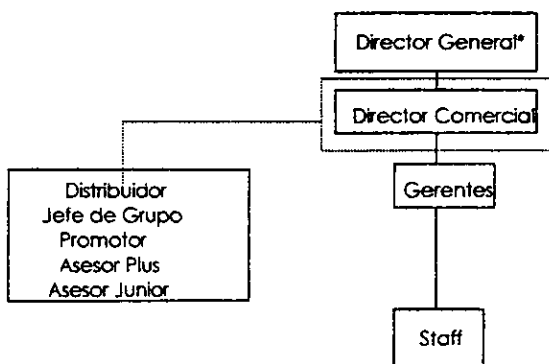 Director General*
Director Comercial
Distribuidor
Jefe de Grupo
Promotor
Asesor Plus
Asesor Junior
Gerentes
Staff